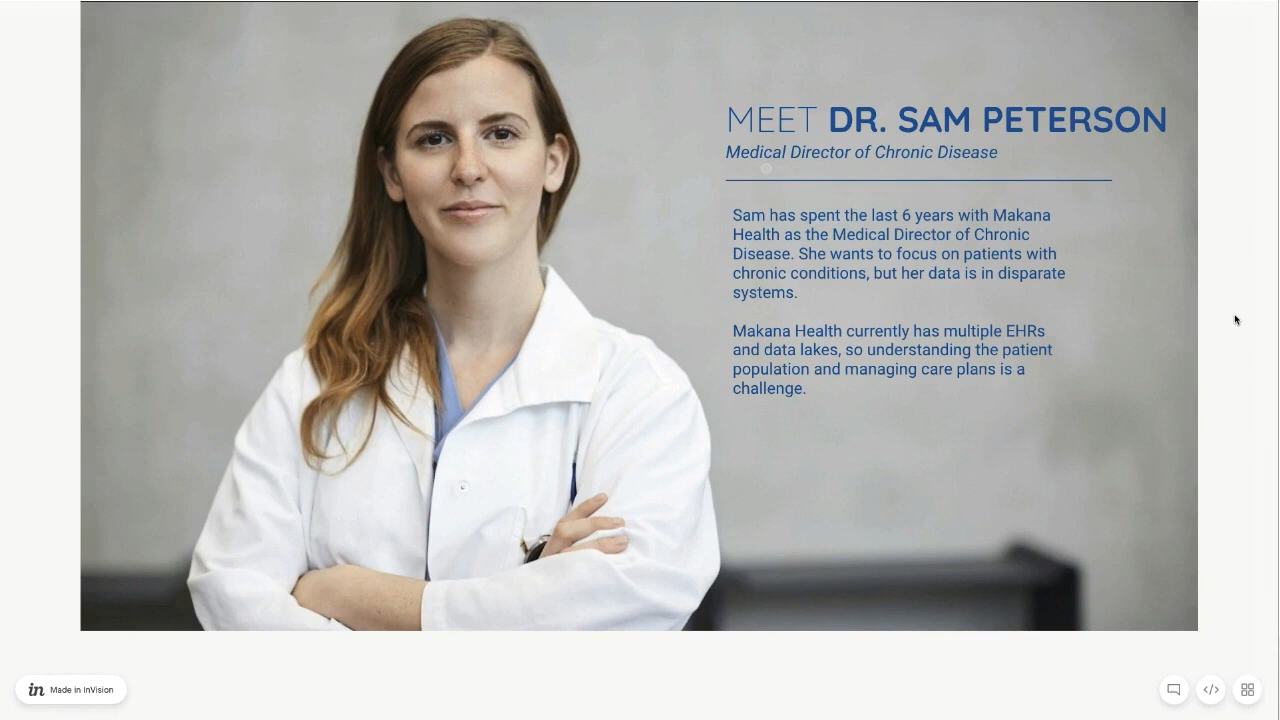 MEET DR. SAM PETERSON
Medical Director of Chronic Disease
Sam has spent the last 6 years with Makana
Health as the Medical Director of Chronic
Disease. She wants to focus on patients with
chronic conditions, but her data is in disparate
systems.
Makana Health currently has multiple EHRs
and data lakes, so understanding the patient
population and managing care plans is a
challenge.
in Made in InVision